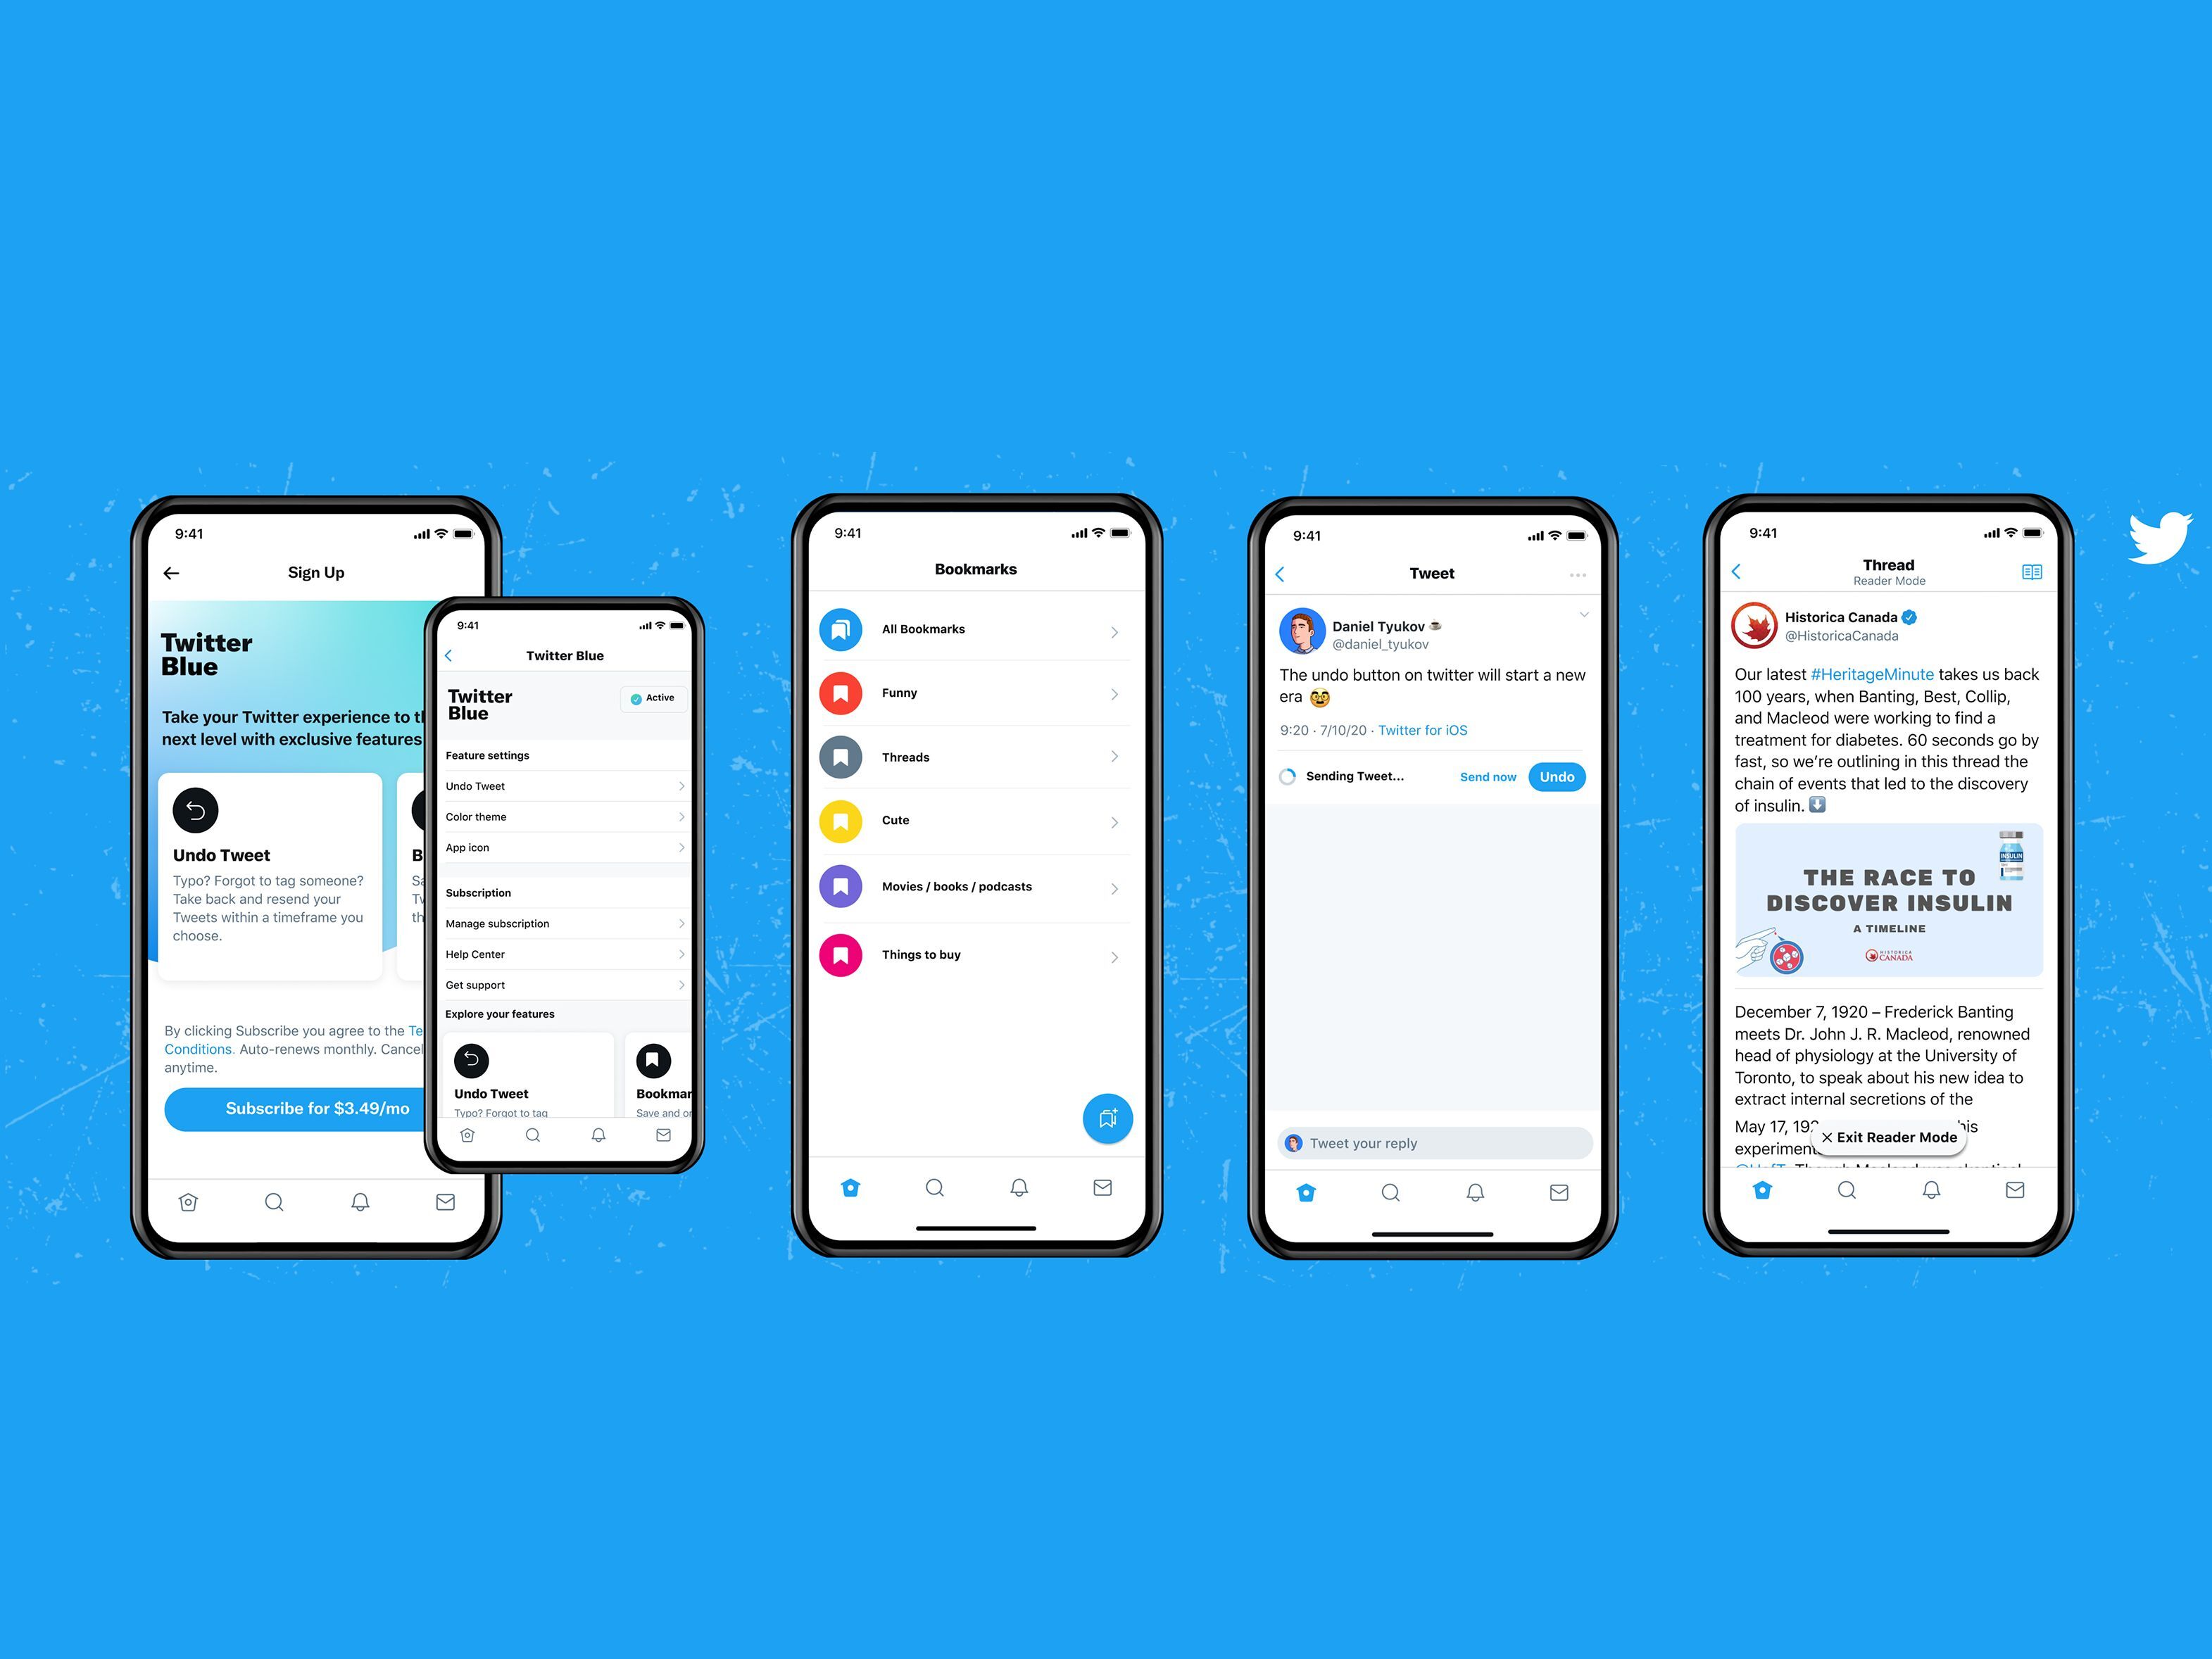 9:41
Sign Up
Twitter
Blue
Take your Twitter experience to
next level with exclusive features
Undo Tweet
Typo? Forgot to tag someone?
Take back and resend your
Tweets within a timeframe you
choose.
By clicking Subscribe you agree to the
Conditions. Auto-renews monthly. Cancel
anytime.
Subscribe for $3.49/mo
9:41
Twitter Blue
Twitter
Blue
Active
Feature settings
Undo Tweet
Color theme
App icon
Subscription
Manage subscription
Help Center
Get support
Explore your features
Undo Tweet
Typo? Forgot to tag
Bookmar
Save and or
9:41
Bookmarks
All Bookmarks
Funny
Threads
Cute
Movies / books / podcasts
Things to buy
9:41
Tweet
Daniel Tyukov ☕
@daniel_tyukov
The undo button on twitter will start a new
era 🥸
9:20 · 7/10/20 · Twitter for iOS
Sending Tweet...
Send now
Undo
Tweet your reply
9:41
Thread
Reader Mode
Historica Canada
@HistoricaCanada
Our latest #HeritageMinute takes us back
100 years, when Banting, Best, Collip,
and Macleod were working to find a
treatment for diabetes. 60 seconds go by
fast, so we’re outlining in this thread the
chain of events that led to the discovery
of insulin. ⬇️
INSULIN
THE RACE TO
DISCOVER INSULIN
A TIMELINE
HISTORICA
CANADA
December 7, 1920 – Frederick Banting
meets Dr. John J. R. Macleod, renowned
head of physiology at the University of
Toronto, to speak about his new idea to
extract internal secretions of the
May 17, 192
experiment
× Exit Reader Mode